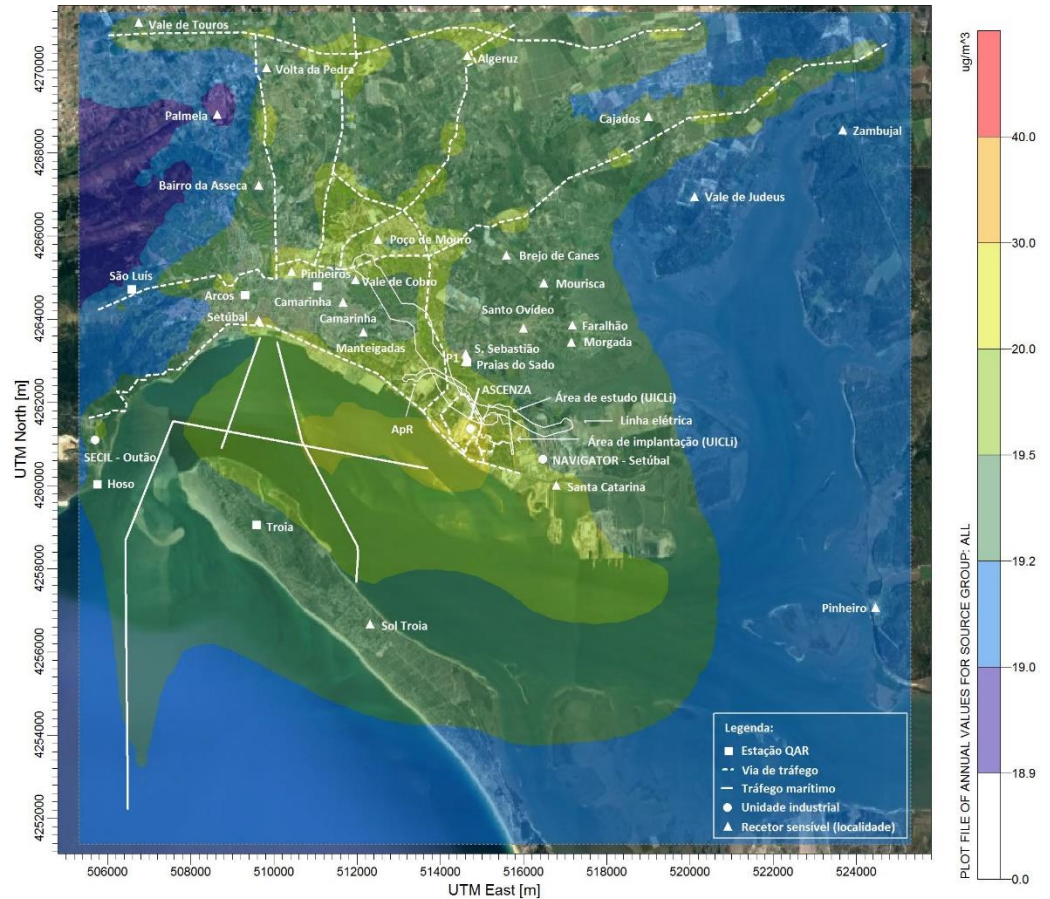 Vale de Touros
Volta da Pedra
Algeruz
Palmela
Cajados
Zambujal
Bairro da Asseca
Vale de Judeus
Poço de Mouro
Brejo de Canes
São Luís
Pinheiros
Vale de Cobro
Mourisca
Arcos
Camarinha
Santo Ovídeo
Setúbal
Camarinha
Faralhão
Manteigadas
Morgada
S. Sebastião
P1
Praias do Sado
ASCENZA
Área de estudo (UICLi)
ApR
Linha elétrica
Área de implantação (UICLi)
SECIL - Outão
NAVIGATOR - Setúbal
Hoso
Santa Catarina
Troia
Pinheiro
Sol Troia
Legenda:
Estação QAR
Via de tráfego
Tráfego marítimo
Unidade industrial
Recetor sensível (localidade)
UTM North [m]
4270000
4268000
4266000
4264000
4262000
4260000
4258000
4256000
4254000
4252000
506000 508000 510000 512000 514000 516000 518000 520000 522000 524000
UTM East [m]
ug/m^3
40.0
30.0
20.0
19.5
19.2
19.0
18.9
0.0
PLOT FILE OF ANNUAL VALUES FOR SOURCE GROUP: ALL